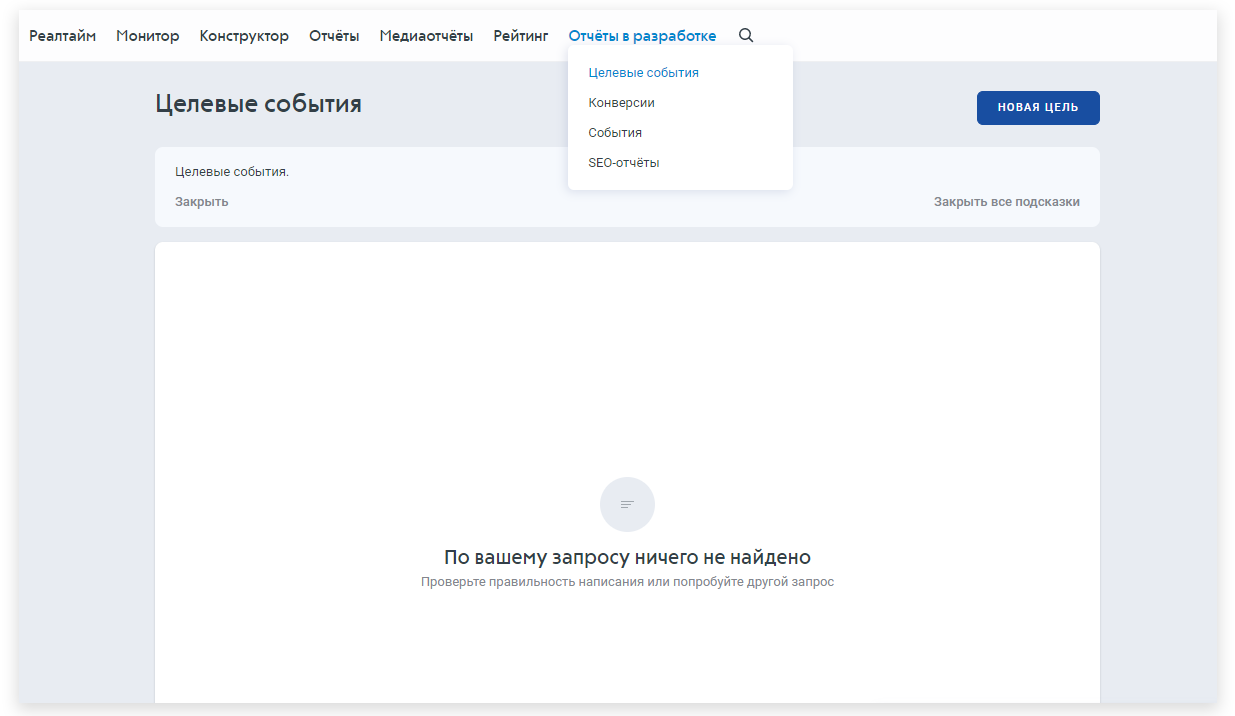 Реалтайм Монитор Конструктор Отчёты Медиаотчёты Рейтинг Отчёты в разработке
Целевые события
Конверсии
События
SEO-отчёты
Целевые события
НОВАЯ ЦЕЛЬ
Целевые события.
Закрыть
Закрыть все подсказки
По вашему запросу ничего не найдено
Проверьте правильность написания или попробуйте другой запрос